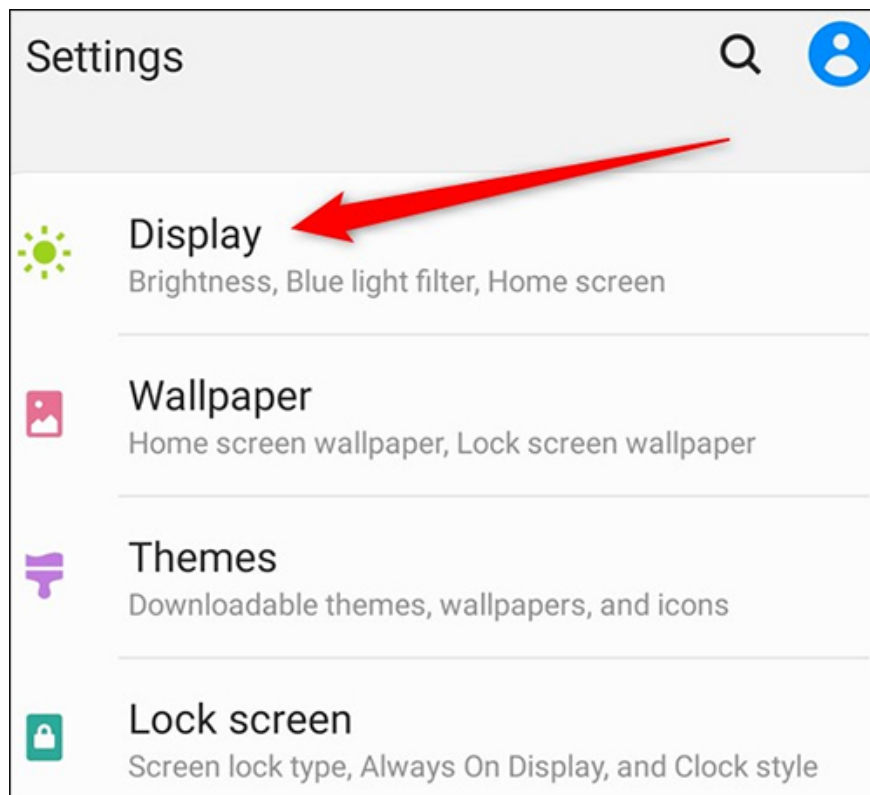 Settings
Display
Brightness, Blue light filter, Home screen
Wallpaper
Home screen wallpaper, Lock screen wallpaper
Themes
Downloadable themes, wallpapers, and icons
Lock screen
Screen lock type, Always On Display, and Clock style